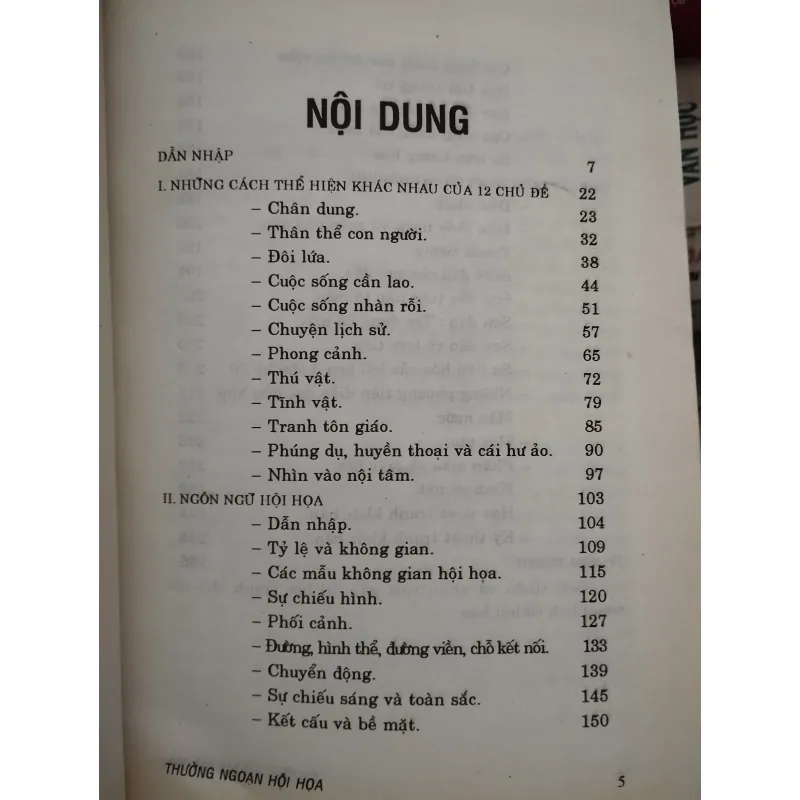 NỘI DUNG
DẪN NHẬP 7
I. NHỮNG CÁCH THỂ HIỆN KHÁC NHAU CỦA 12 CHỦ ĐỀ 22
– Chân dung. 23
– Thân thể con người. 32
– Đôi lứa. 38
– Cuộc sống cần lao. 44
– Cuộc sống nhàn rỗi. 51
– Chuyện lịch sử. 57
– Phong cảnh. 65
– Thú vật. 72
– Tĩnh vật. 79
– Tranh tôn giáo. 85
– Phúng dụ, huyền thoại và cái hư ảo. 90
– Nhìn vào nội tâm. 97
II. NGÔN NGỮ HỘI HỌA 103
– Dẫn nhập. 104
– Tỷ lệ và không gian. 109
– Các mẫu không gian hội họa. 115
– Sự chiếu hình. 120
– Phối cảnh. 127
– Đường, hình thể, đường viền, chỗ kết nối. 133
– Chuyển động. 139
– Sự chiếu sáng và toàn sắc. 145
– Kết cấu và bề mặt. 150
THƯỞNG NGOẠN HỘI HỌA 5
VĂN HỌC